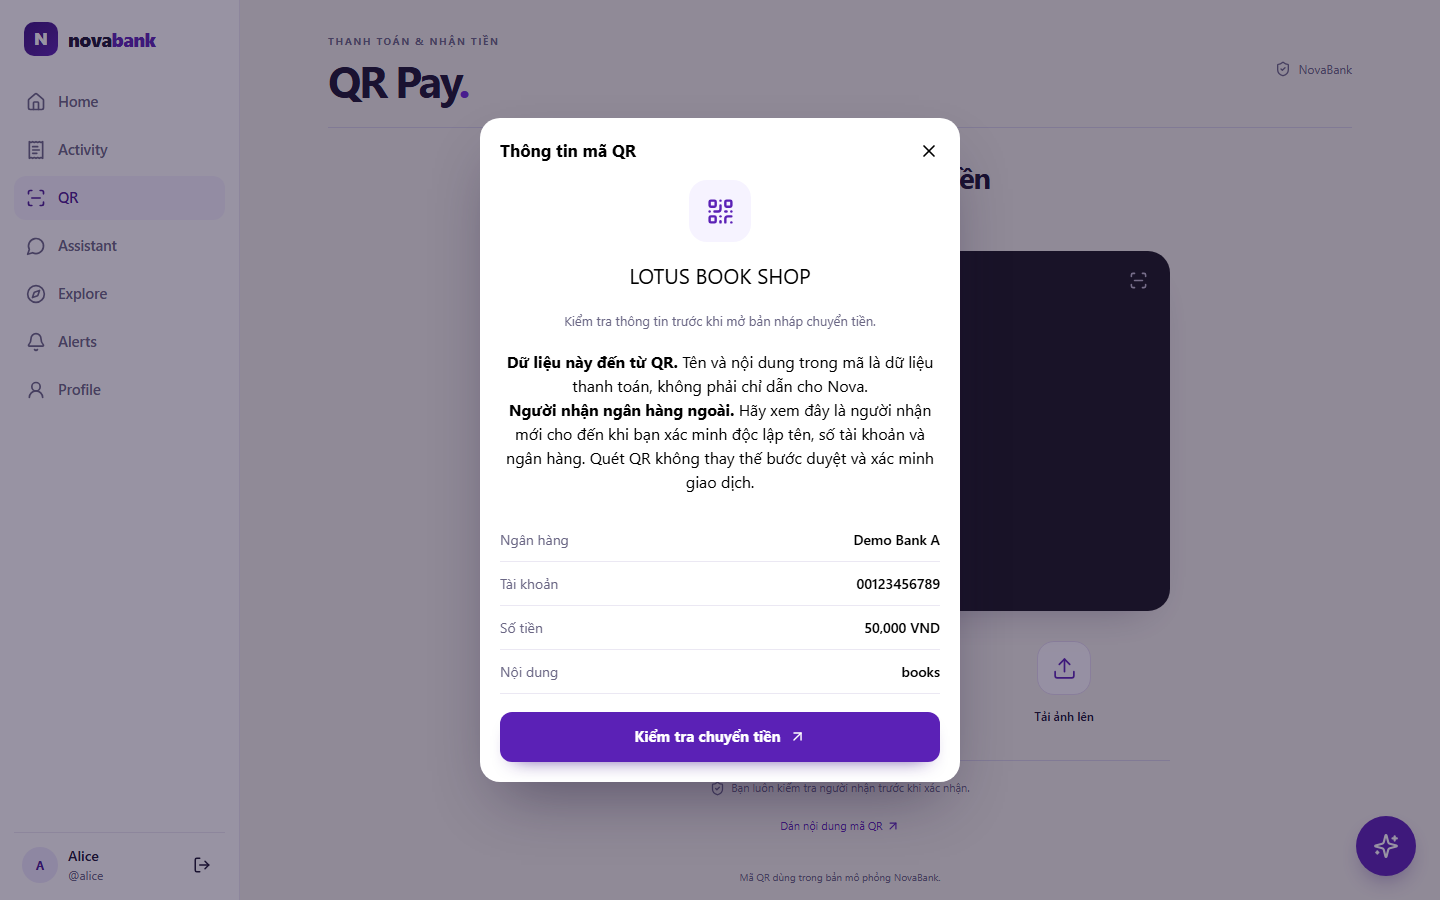 N novabank
Home
Activity
QR
Assistant
Explore
Alerts
Profile
A
Alice
@alice
THANH TOÁN & NHẬN TIỀN
QR Pay.
NovaBank
Thông tin mã QR
LOTUS BOOK SHOP
Kiểm tra thông tin trước khi mở bản nháp chuyển tiền.
Dữ liệu này đến từ QR. Tên và nội dung trong mã là dữ liệu
thanh toán, không phải chỉ dẫn cho Nova.
Người nhận ngân hàng ngoài. Hãy xem đây là người nhận
mới cho đến khi bạn xác minh độc lập tên, số tài khoản và
ngân hàng. Quét QR không thay thế bước duyệt và xác minh
giao dịch.
Ngân hàng
Demo Bank A
Tài khoản
00123456789
Số tiền
50,000 VND
Nội dung
books
Kiểm tra chuyển tiền
Tải ảnh lên
Bạn luôn kiểm tra người nhận trước khi xác nhận.
Dán nội dung mã QR
Mã QR dùng trong bản mô phỏng NovaBank.